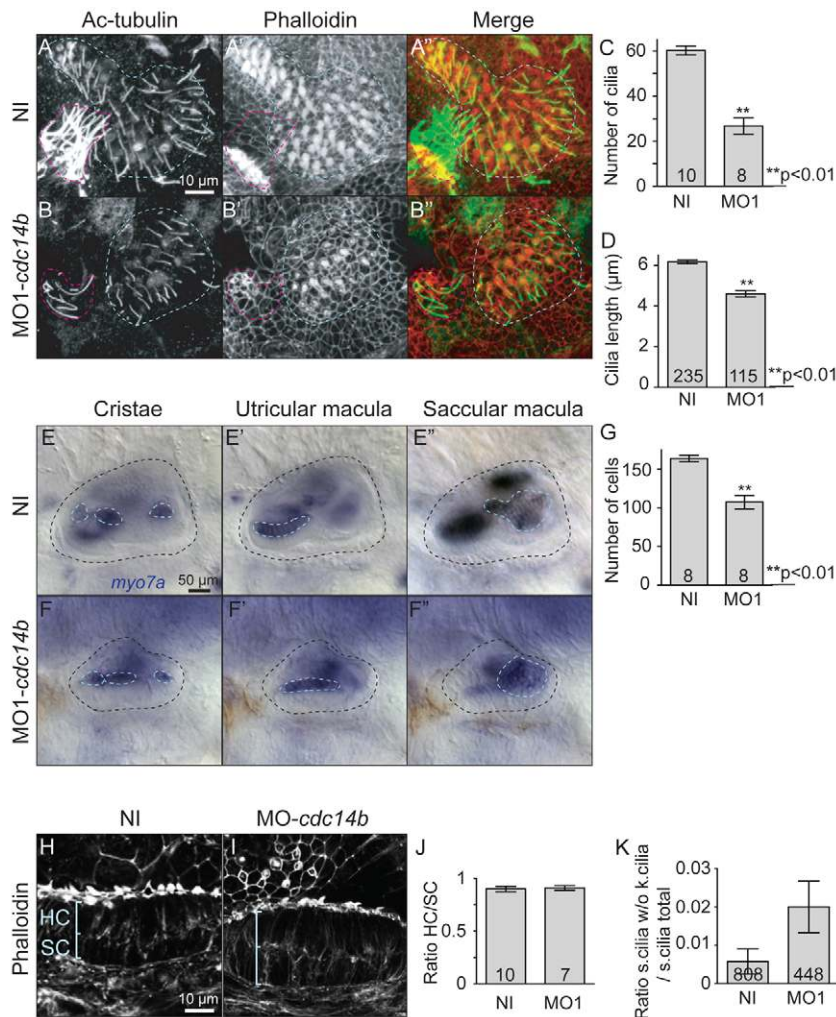 Ac-tubulin Phalloidin Merge
NI
A A' A"
10 µm
MO1-cdc14b
B B' B"
C
Number of cilia
60
40
20
0
**
10 8
NI MO1
**p<0.01
D
Cilia length (µm)
6
4
2
0
**
235 115
NI MO1
**p<0.01
Cristae Utricular macula Saccular macula
NI
E E' E"
myo7a
50 µm
MO1-cdc14b
F F' F"
G
Number of cells
150
100
50
0
**
8 8
NI MO1
**p<0.01
NI MO-cdc14b
Phalloidin
H I
HC
SC
10 µm
J
Ratio HC/SC
1
0.5
0
10 7
NI MO1
K
Ratio s.cilia w/o k.cilia
/ s.cilia total
0.03
0.02
0.01
0
808 448
NI MO1